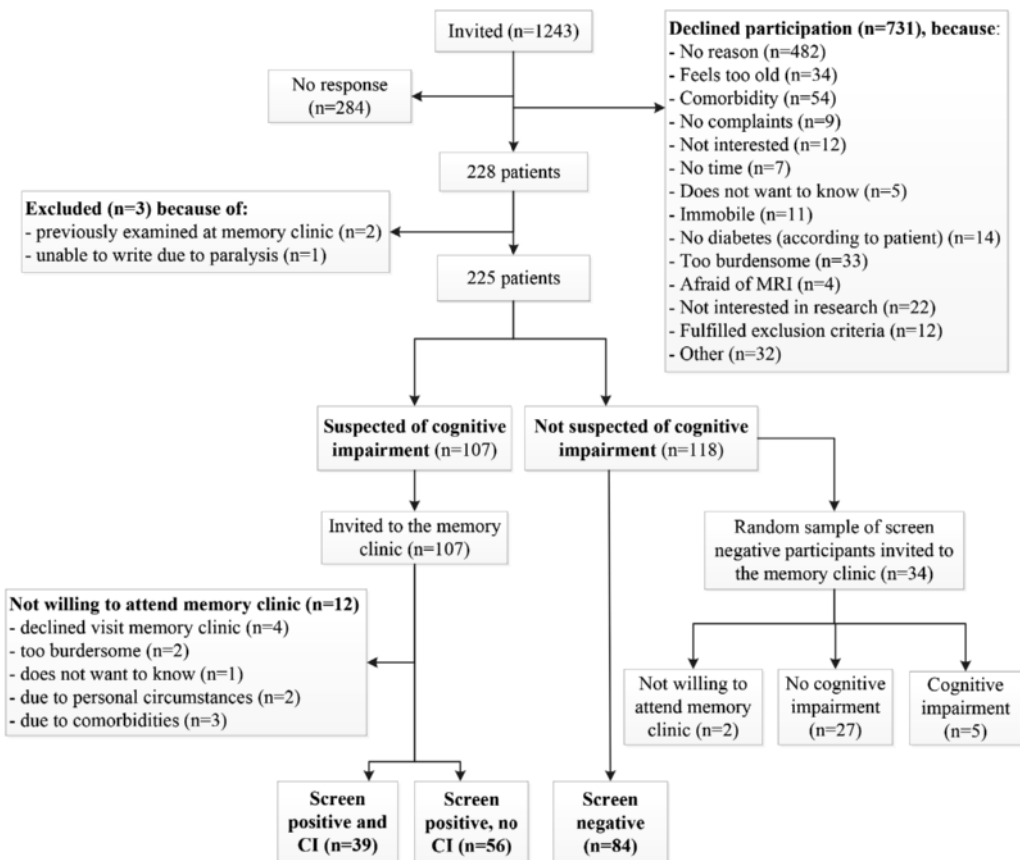 Invited (n=1243)
Declined participation (n=731), because:
- No reason (n=482)
- Feels too old (n=34)
- Comorbidity (n=54)
- No complaints (n=9)
- Not interested (n=12)
- No time (n=7)
- Does not want to know (n=5)
- Immobile (n=11)
- No diabetes (according to patient) (n=14)
- Too burdensome (n=33)
- Afraid of MRI (n=4)
- Not interested in research (n=22)
- Fulfilled exclusion criteria (n=12)
- Other (n=32)
No response
(n=284)
228 patients
Excluded (n=3) because of:
- previously examined at memory clinic (n=2)
- unable to write due to paralysis (n=1)
225 patients
Suspected of cognitive
impairment (n=107)
Not suspected of cognitive
impairment (n=118)
Invited to the memory
clinic (n=107)
Random sample of screen
negative participants invited to
the memory clinic (n=34)
Not willing to attend memory clinic (n=12)
- declined visit memory clinic (n=4)
- too burdersome (n=2)
- does not want to know (n=1)
- due to personal circumstances (n=2)
- due to comorbidities (n=3)
Not willing to
attend memory
clinic (n=2)
No cognitive
impairment
(n=27)
Cognitive
impairment
(n=5)
Screen
positive and
CI (n=39)
Screen
positive, no
CI (n=56)
Screen
negative
(n=84)